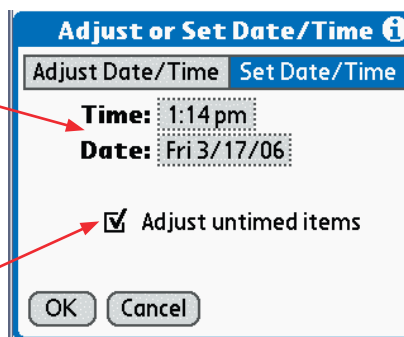 Adjust or Set Date/Time i
Adjust Date/Time Set Date/Time
Time: 1:14 pm
Date: Fri 3/17/06
Adjust untimed items
OK Cancel